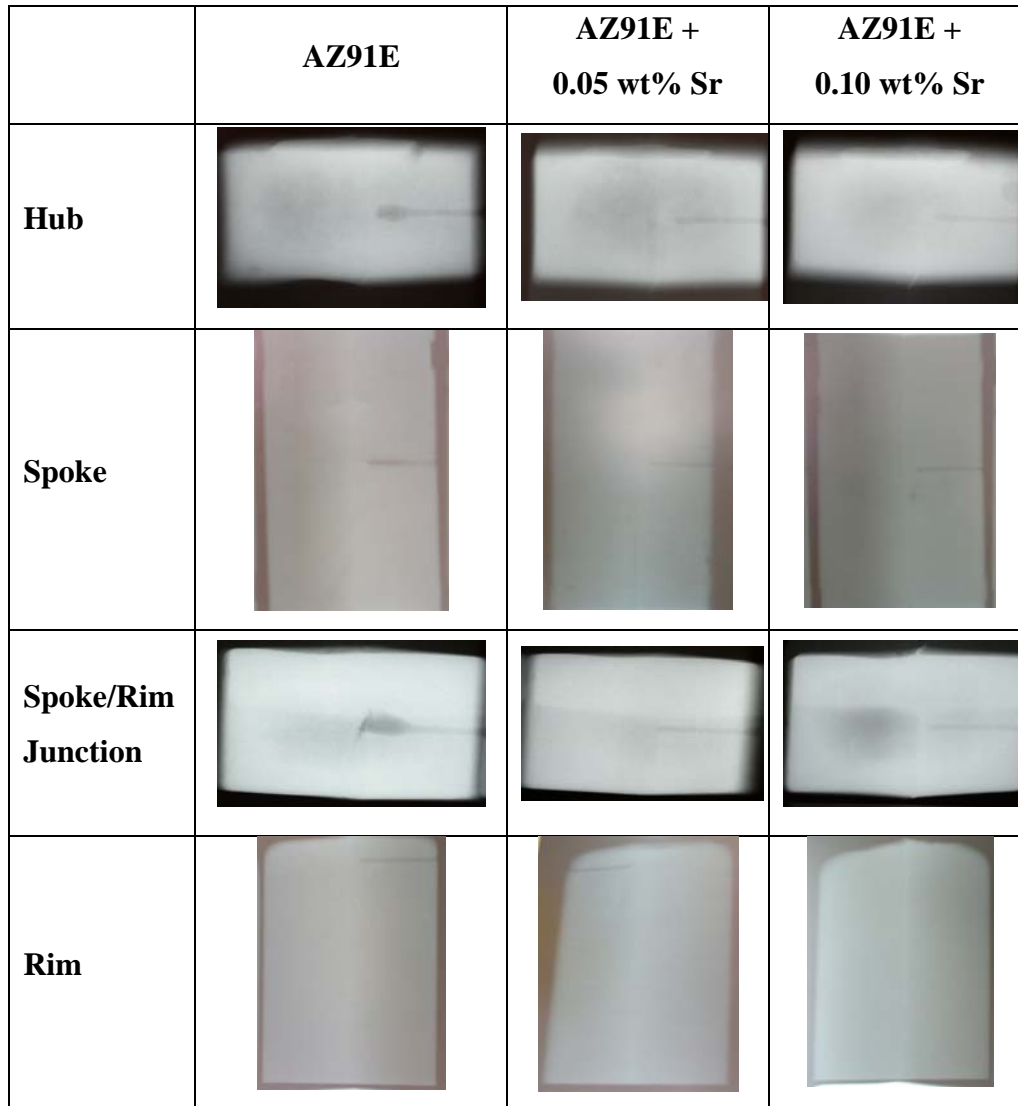 AZ91E
AZ91E +
0.05 wt% Sr
AZ91E +
0.10 wt% Sr
Hub
Spoke
Spoke/Rim
Junction
Rim